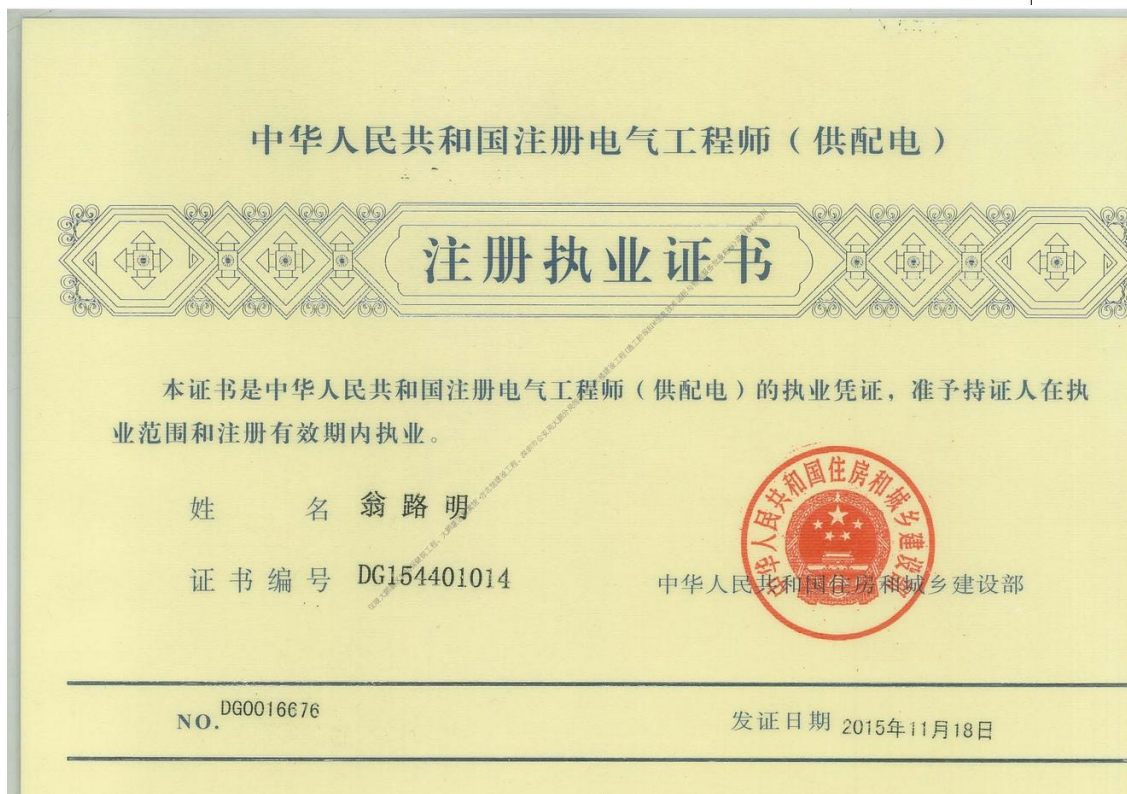 中华人民共和国注册电气工程师（供配电）
注册执业证书
本证书是中华人民共和国注册电气工程师（供配电）的执业凭证，准予持证人在执
业范围和注册有效期内执业。
姓 名 翁路明
证书编号 DG154401014
中华人民共和国住房和城乡建设部
中华人民共和国住房和城乡建设部
NO. DG0016676
发证日期 2015年11月18日